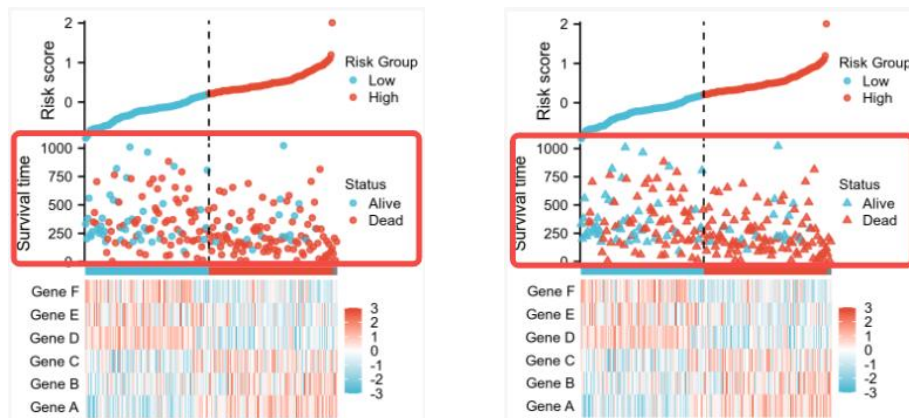 2
1
0
Risk score
Risk Group
Low
High
1000
750
500
250
0
Survival time
Status
Alive
Dead
Gene F
Gene E
Gene D
Gene C
Gene B
Gene A
3
2
1
0
-1
-2
-3
2
1
0
Risk score
Risk Group
Low
High
1000
750
500
250
0
Survival time
Status
Alive
Dead
Gene F
Gene E
Gene D
Gene C
Gene B
Gene A
3
2
1
0
-1
-2
-3